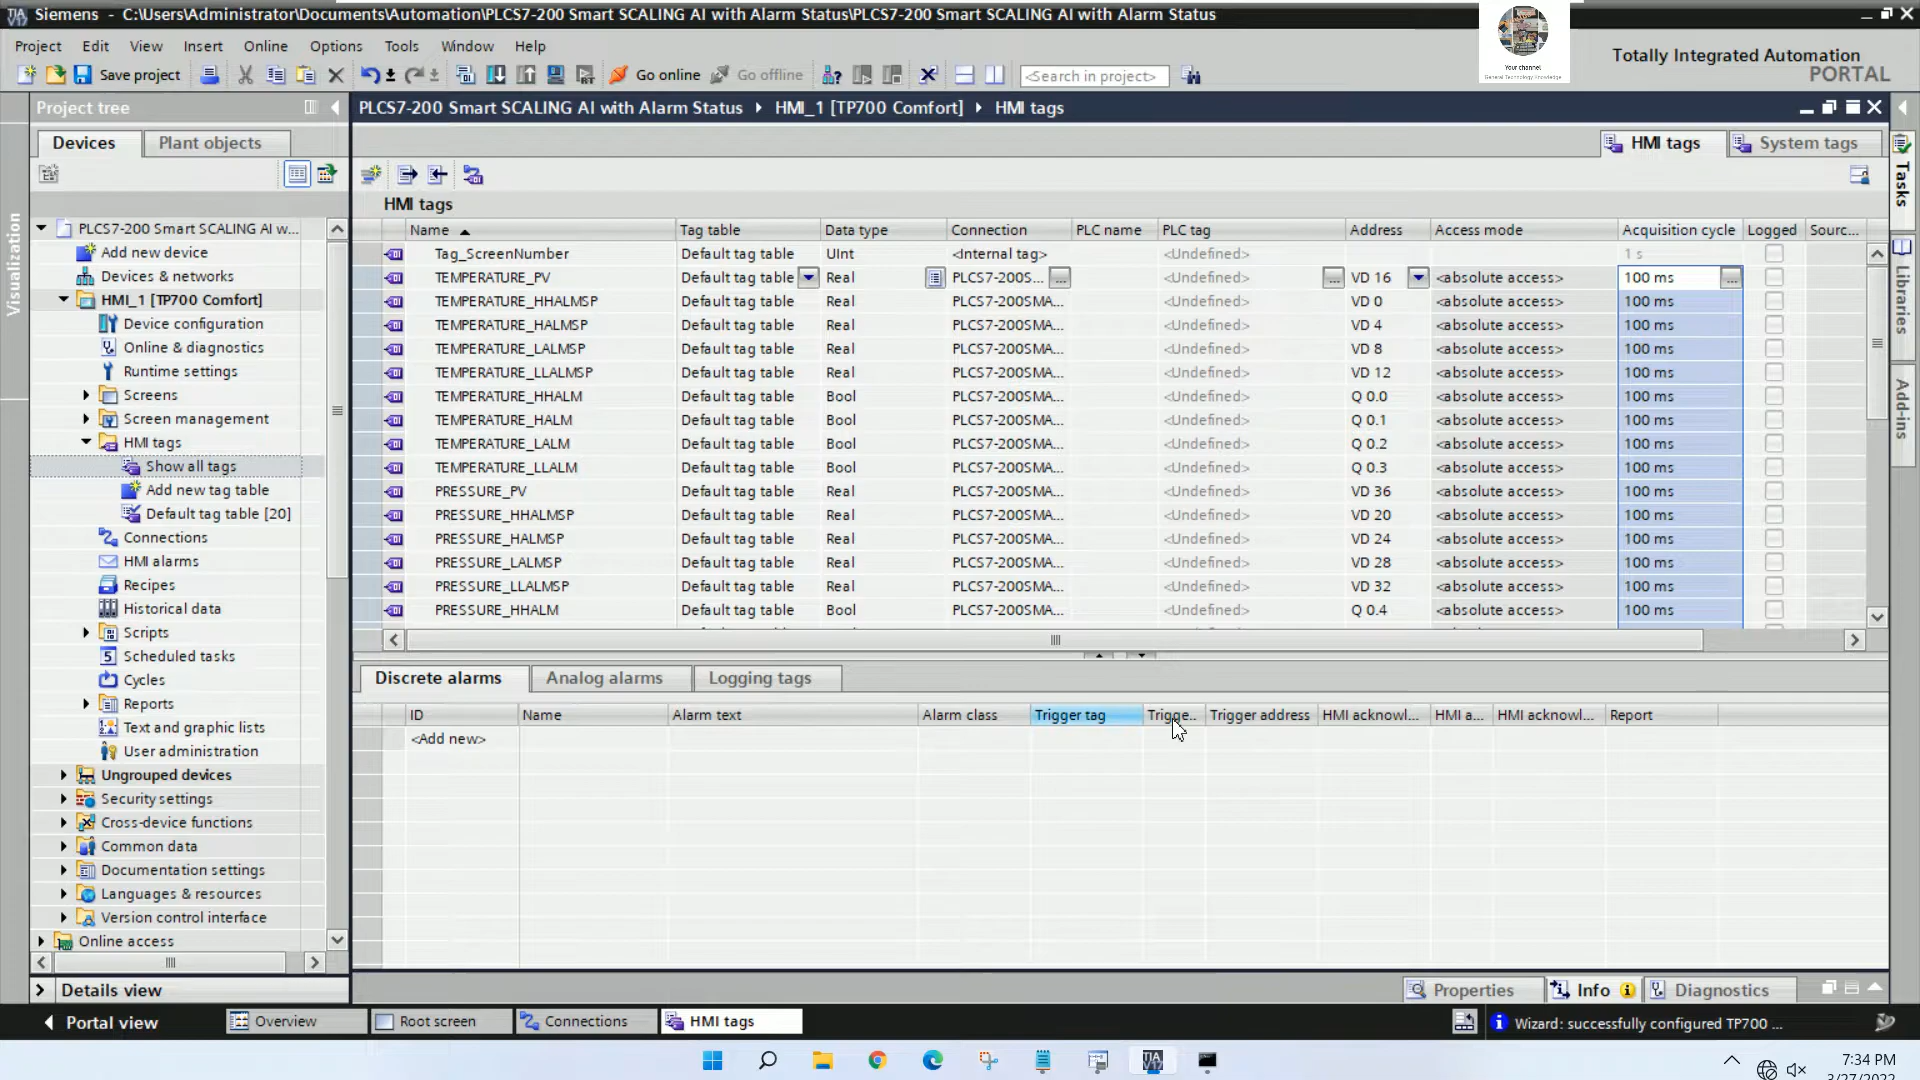 Siemens - C:\Users\Administrator\Documents\Automation\PLCS7-200 Smart SCALING AI with Alarm Status\PLCS7-200 Smart SCALING AI with Alarm Status
Your channel
General Technology Knowledge
Project Edit View Insert Online Options Tools Window Help
Totally Integrated Automation
PORTAL
Save project Go online Go offline <Search in project>
Project tree
PLCS7-200 Smart SCALING AI with Alarm Status HMI_1 [TP700 Comfort] HMI tags
Devices Plant objects
HMI tags System tags
HMI tags
Visualization
Tasks
Libraries
Add-ins
PLCS7-200 Smart SCALING AI w...
Add new device
Devices & networks
HMI_1 [TP700 Comfort]
Device configuration
Online & diagnostics
Runtime settings
Screens
Screen management
HMI tags
Show all tags
Add new tag table
Default tag table [20]
Connections
HMI alarms
Recipes
Historical data
Scripts
Scheduled tasks
Cycles
Reports
Text and graphic lists
User administration
Ungrouped devices
Security settings
Cross-device functions
Common data
Documentation settings
Languages & resources
Version control interface
Online access
Details view
Name Tag table Data type Connection PLC name PLC tag Address Access mode Acquisition cycle Logged Sourc...
Tag_ScreenNumber Default tag table UInt <Internal tag> <Undefined> 1 s
TEMPERATURE_PV Default tag table Real PLCS7-200S... ... <Undefined> ... VD 16 <absolute access> 100 ms ...
TEMPERATURE_HHALMSP Default tag table Real PLCS7-200SMA... <Undefined> VD 0 <absolute access> 100 ms
TEMPERATURE_HALMSP Default tag table Real PLCS7-200SMA... <Undefined> VD 4 <absolute access> 100 ms
TEMPERATURE_LALMSP Default tag table Real PLCS7-200SMA... <Undefined> VD 8 <absolute access> 100 ms
TEMPERATURE_LLALMSP Default tag table Real PLCS7-200SMA... <Undefined> VD 12 <absolute access> 100 ms
TEMPERATURE_HHALM Default tag table Bool PLCS7-200SMA... <Undefined> Q 0.0 <absolute access> 100 ms
TEMPERATURE_HALM Default tag table Bool PLCS7-200SMA... <Undefined> Q 0.1 <absolute access> 100 ms
TEMPERATURE_LALM Default tag table Bool PLCS7-200SMA... <Undefined> Q 0.2 <absolute access> 100 ms
TEMPERATURE_LLALM Default tag table Bool PLCS7-200SMA... <Undefined> Q 0.3 <absolute access> 100 ms
PRESSURE_PV Default tag table Real PLCS7-200SMA... <Undefined> VD 36 <absolute access> 100 ms
PRESSURE_HHALMSP Default tag table Real PLCS7-200SMA... <Undefined> VD 20 <absolute access> 100 ms
PRESSURE_HALMSP Default tag table Real PLCS7-200SMA... <Undefined> VD 24 <absolute access> 100 ms
PRESSURE_LALMSP Default tag table Real PLCS7-200SMA... <Undefined> VD 28 <absolute access> 100 ms
PRESSURE_LLALMSP Default tag table Real PLCS7-200SMA... <Undefined> VD 32 <absolute access> 100 ms
PRESSURE_HHALM Default tag table Bool PLCS7-200SMA... <Undefined> Q 0.4 <absolute access> 100 ms
Discrete alarms Analog alarms Logging tags
ID Name Alarm text Alarm class Trigger tag Trigge.. Trigger address HMI acknowl... HMI a... HMI acknowl... Report
<Add new>
Properties Info Diagnostics
Portal view Overview Root screen Connections HMI tags Wizard: successfully configured TP700 ...
7:34 PM
3/27/2022